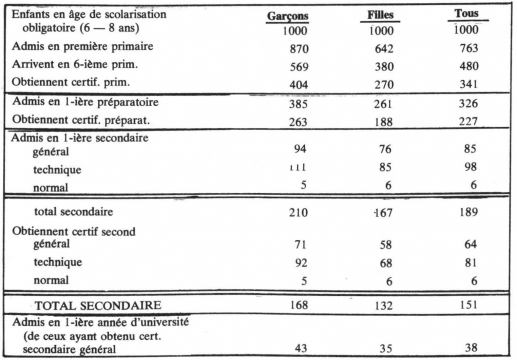 Enfants en âge de scolarisation Garçons Filles Tous
obligatoire (6 — 8 ans) 1000 1000 1000
Admis en première primaire 870 642 763
Arrivent en 6-ième prim. 569 380 480
Obtiennent certif. prim. 404 270 341
Admis en 1-ière préparatoire 385 261 326
Obtiennent certif. préparat. 263 188 227
Admis en 1-ière secondaire
général 94 76 85
technique 111 85 98
normal 5 6 6
total secondaire 210 167 189
Obtiennent certif second
général 71 58 64
technique 92 68 81
normal 5 6 6
TOTAL SECONDAIRE 168 132 151
Admis en 1-ière année d'université
(de ceux ayant obtenu cert.
secondaire général 43 35 38